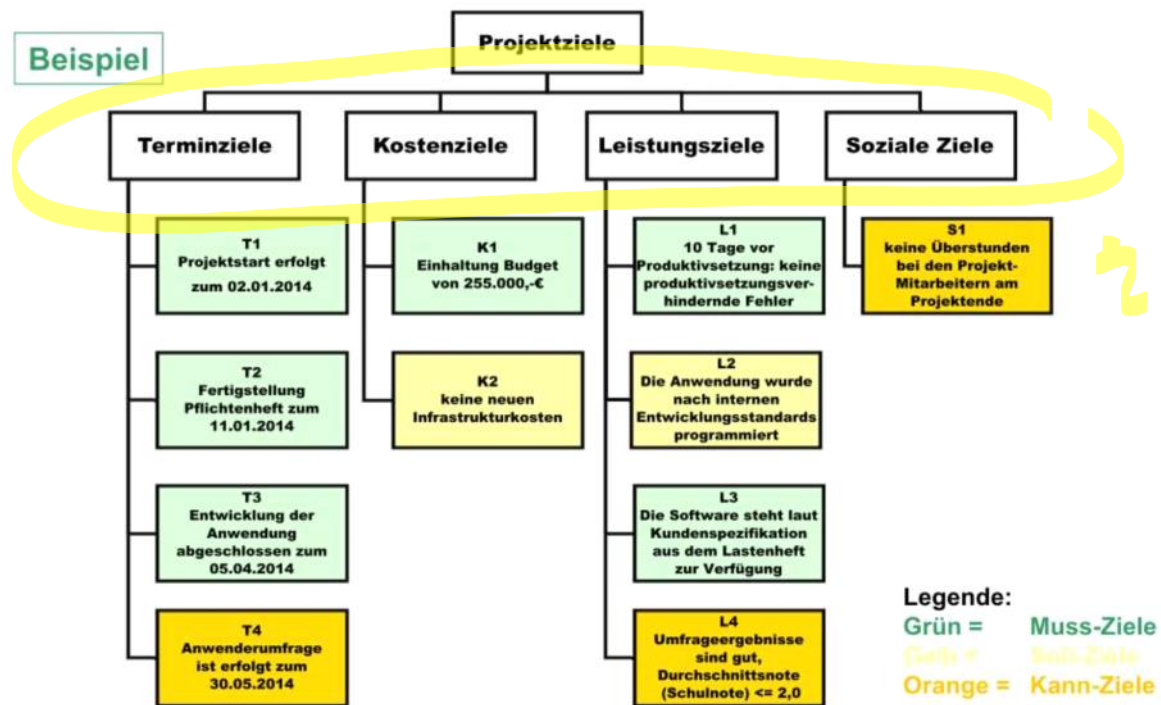 Projektziele
Beispiel
Terminziele
Kostenziele
Leistungsziele
Soziale Ziele
T1
Projektstart erfolgt
zum 02.01.2014
K1
Einhaltung Budget
von 255.000,-€
L1
10 Tage vor
Produktivsetzung: keine
produktivsetzungsver-
hindernde Fehler
S1
keine Überstunden
bei den Projekt-
Mitarbeitern am
Projektende
T2
Fertigstellung
Pflichtenheft zum
11.01.2014
K2
keine neuen
Infrastrukturkosten
L2
Die Anwendung wurde
nach internen
Entwicklungsstandards
programmiert
T3
Entwicklung der
Anwendung
abgeschlossen zum
05.04.2014
L3
Die Software steht laut
Kundenspezifikation
aus dem Lastenheft
zur Verfügung
T4
Anwenderumfrage
ist erfolgt zum
30.05.2014
L4
Umfrageergebnisse
sind gut,
Durchschnittsnote
(Schulnote) <= 2,0
Legende:
Grün = Muss-Ziele
Gelb = Soll-Ziele
Orange = Kann-Ziele